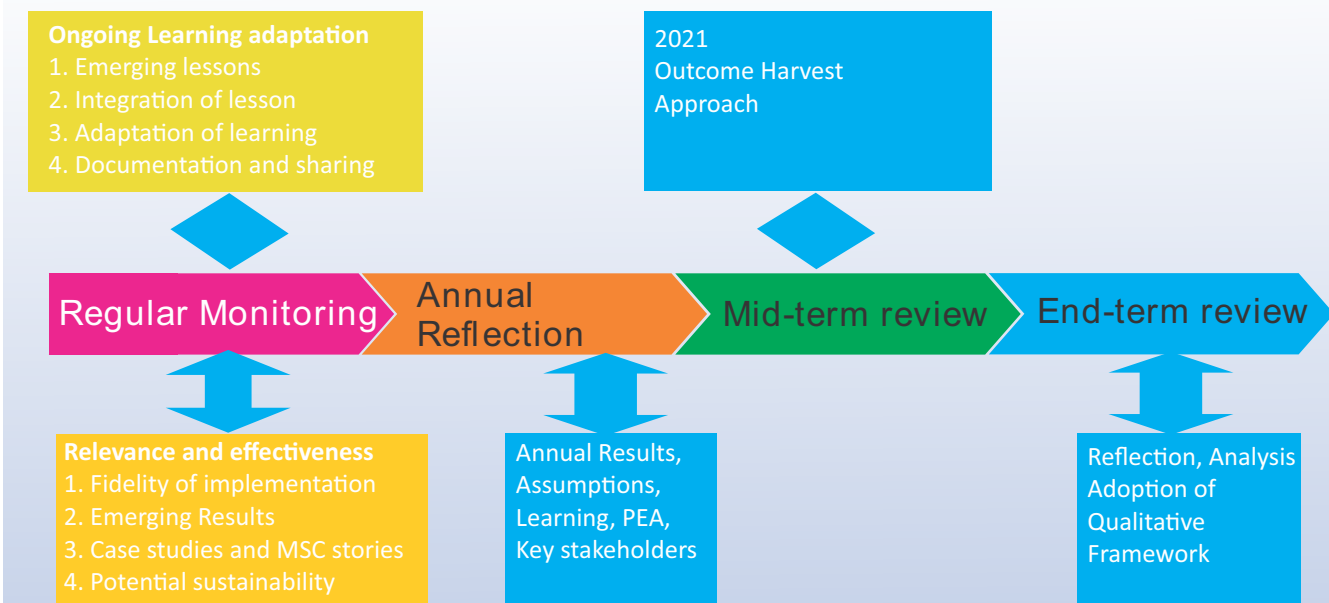 Ongoing Learning adaptation
1. Emerging lessons
2. Integration of lesson
3. Adaptation of learning
4. Documentation and sharing
2021
Outcome Harvest
Approach
Regular Monitoring
Annual
Reflection
Mid-term review
End-term review
Relevance and effectiveness
1. Fidelity of implementation
2. Emerging Results
3. Case studies and MSC stories
4. Potential sustainability
Annual Results,
Assumptions,
Learning, PEA,
Key stakeholders
Reflection, Analysis
Adoption of
Qualitative
Framework